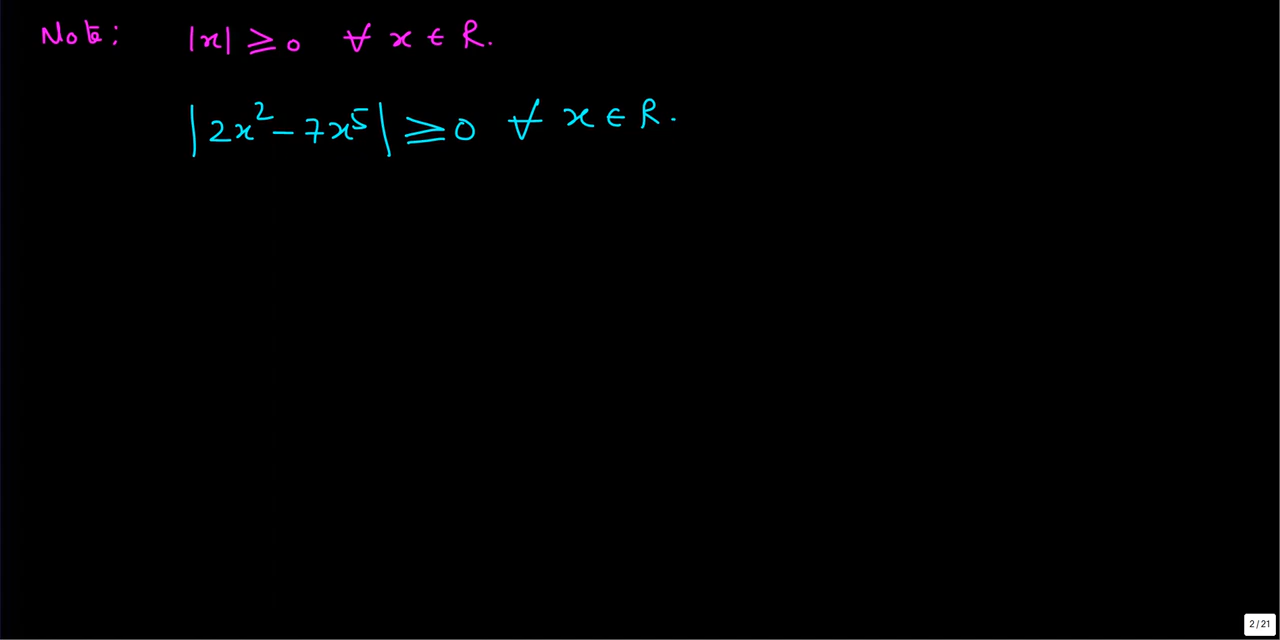 Note: |x| ≥ 0 ∀ x ∈ R.
|2x² - 7x⁵| ≥ 0 ∀ x ∈ R.
2/21